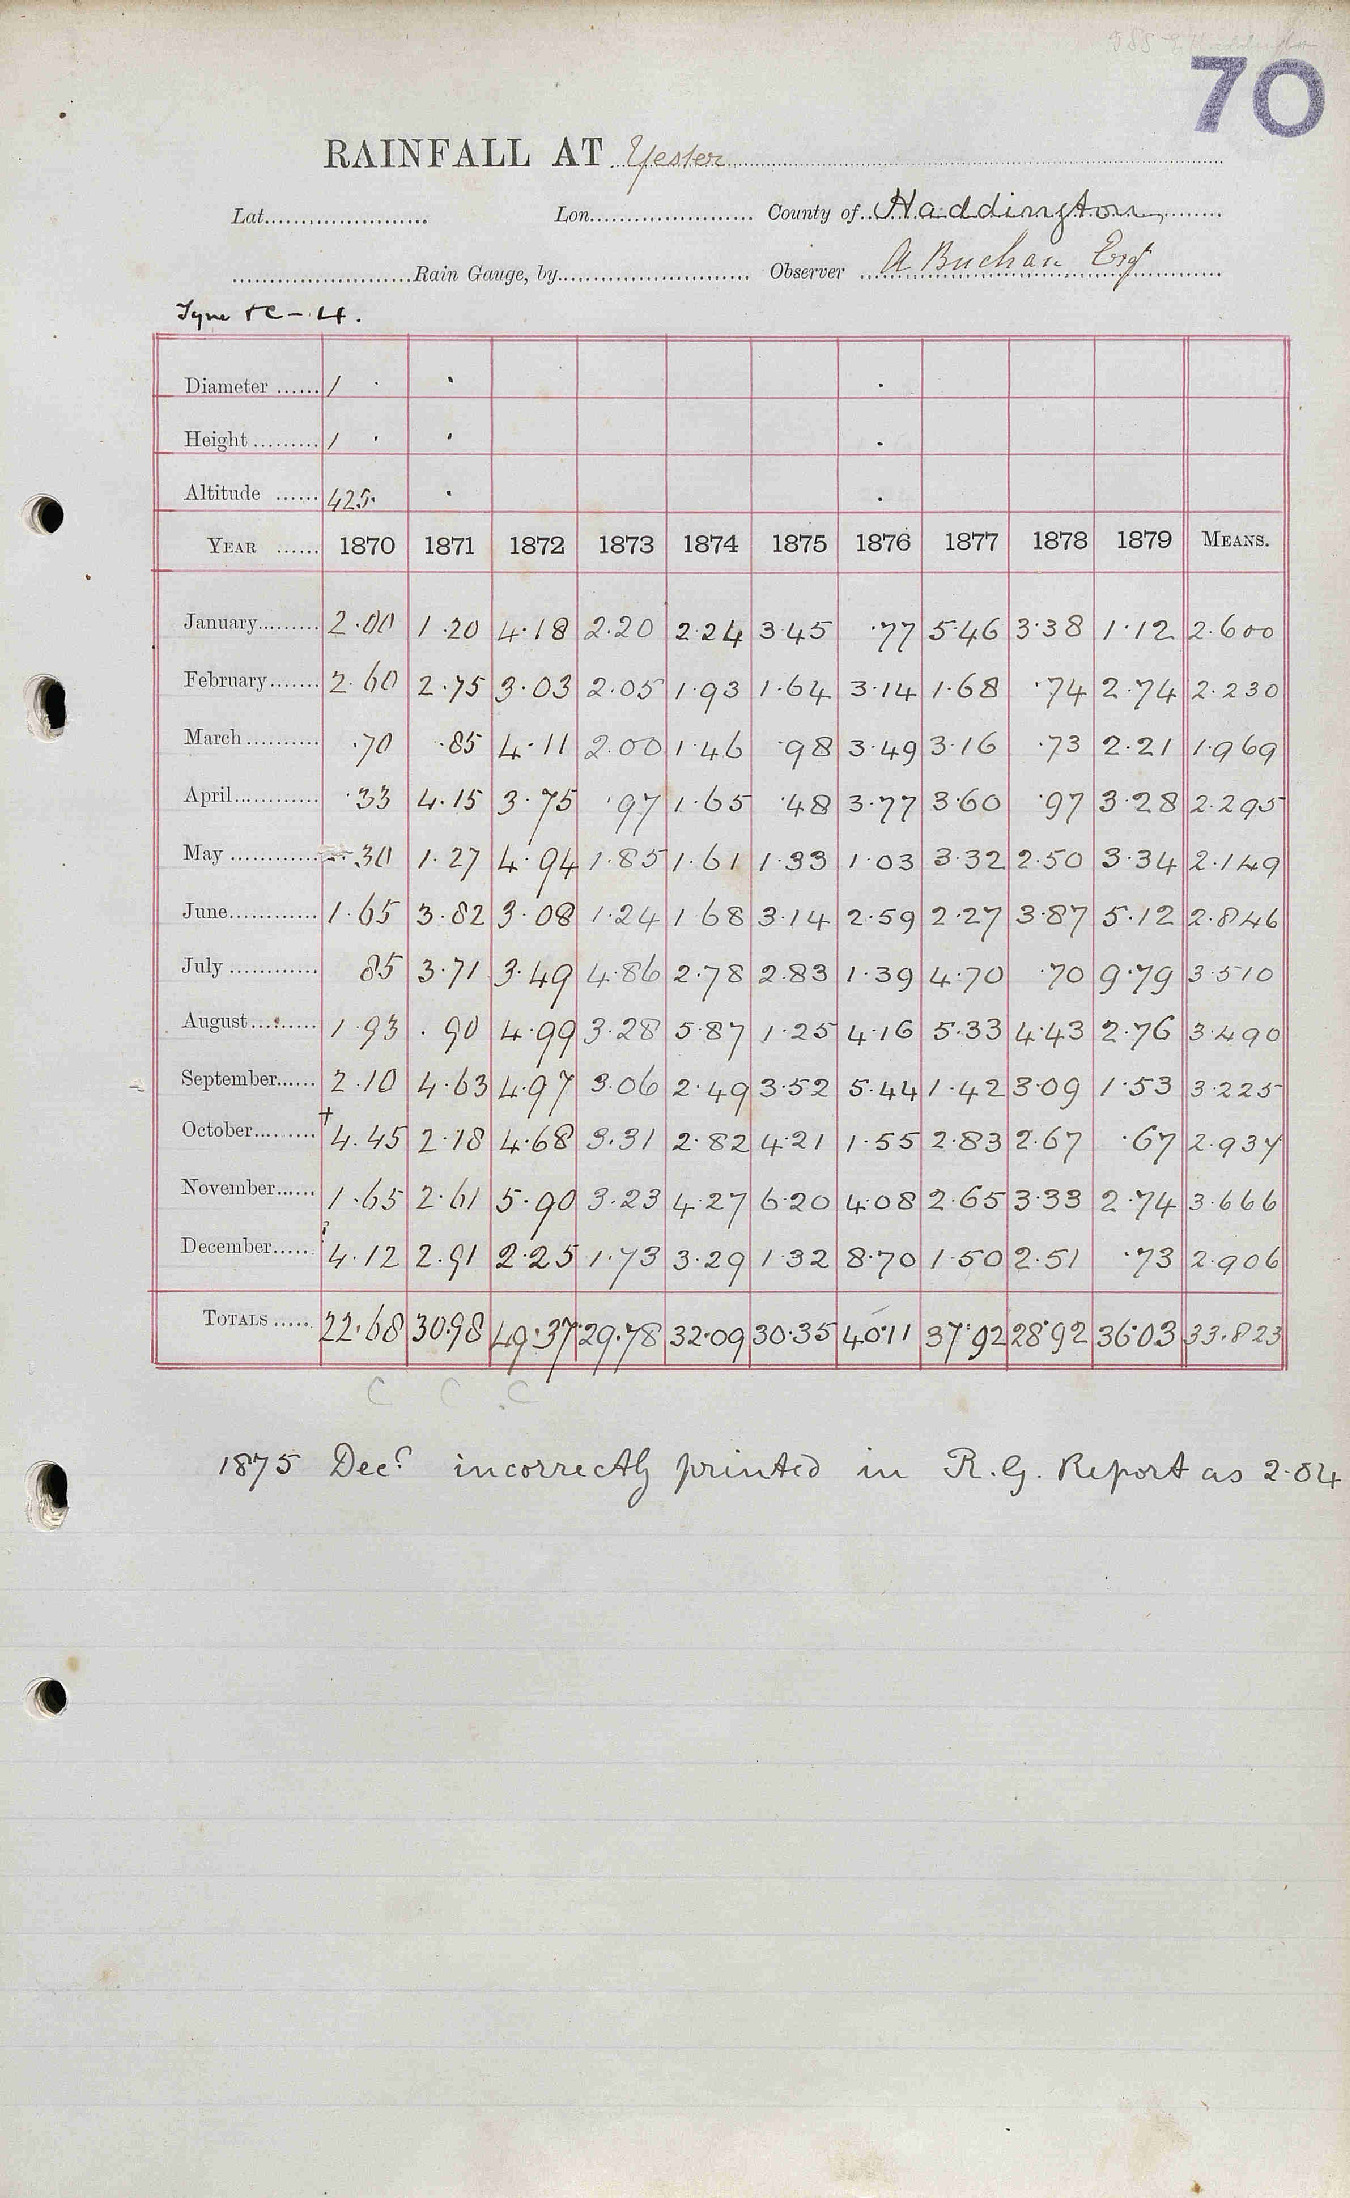 70
RAINFALL AT Yester
Lat. Lon. County of Haddington
Rain Gauge, by Observer A Buchan Esqr
Diameter 1 · · ·
Height 1 · · ·
Altitude 425· · ·
YEAR 1870 1871 1872 1873 1874 1875 1876 1877 1878 1879 MEANS.
January 2·00 1·20 4·18 2·20 2·24 3·45 ·77 5·46 3·38 1·12 2·600
February 2·60 2·75 3·03 2·05 1·93 1·64 3·14 1·68 ·74 2·74 2·230
March ·70 ·85 4·11 2·00 1·46 ·98 3·49 3·16 ·73 2·21 1·969
April ·33 4·15 3·75 ·97 1·65 ·48 3·77 3·60 ·97 3·28 2·295
May ·30 1·27 4·94 1·85 1·61 1·33 1·03 3·32 2·50 3·34 2·149
June 1·65 3·82 3·08 1·24 1·68 3·14 2·59 2·27 3·87 5·12 2·846
July 85 3·71 3·49 4·86 2·78 2·83 1·39 4·70 ·70 9·79 3·510
August 1·93 ·90 4·99 3·28 5·87 1·25 4·16 5·33 4·43 2·76 3·490
September 2·10 4·63 4·97 3·06 2·49 3·52 5·44 1·42 3·09 1·53 3·225
October + 4·45 2·18 4·68 3·31 2·82 4·21 1·55 2·83 2·67 ·67 2·937
November 1·65 2·61 5·90 3·23 4·27 6·20 4·08 2·65 3·33 2·74 3·666
December ? 4·12 2·91 2·25 1·73 3·29 1·32 8·70 1·50 2·51 ·73 2·906
TOTALS 22·68 30·98 49·37 29·78 32·09 30·35 40·11 37·92 28·92 36·03 33·823
C C C
1875 Decr incorrectly printed in R.G. Report as 2·04